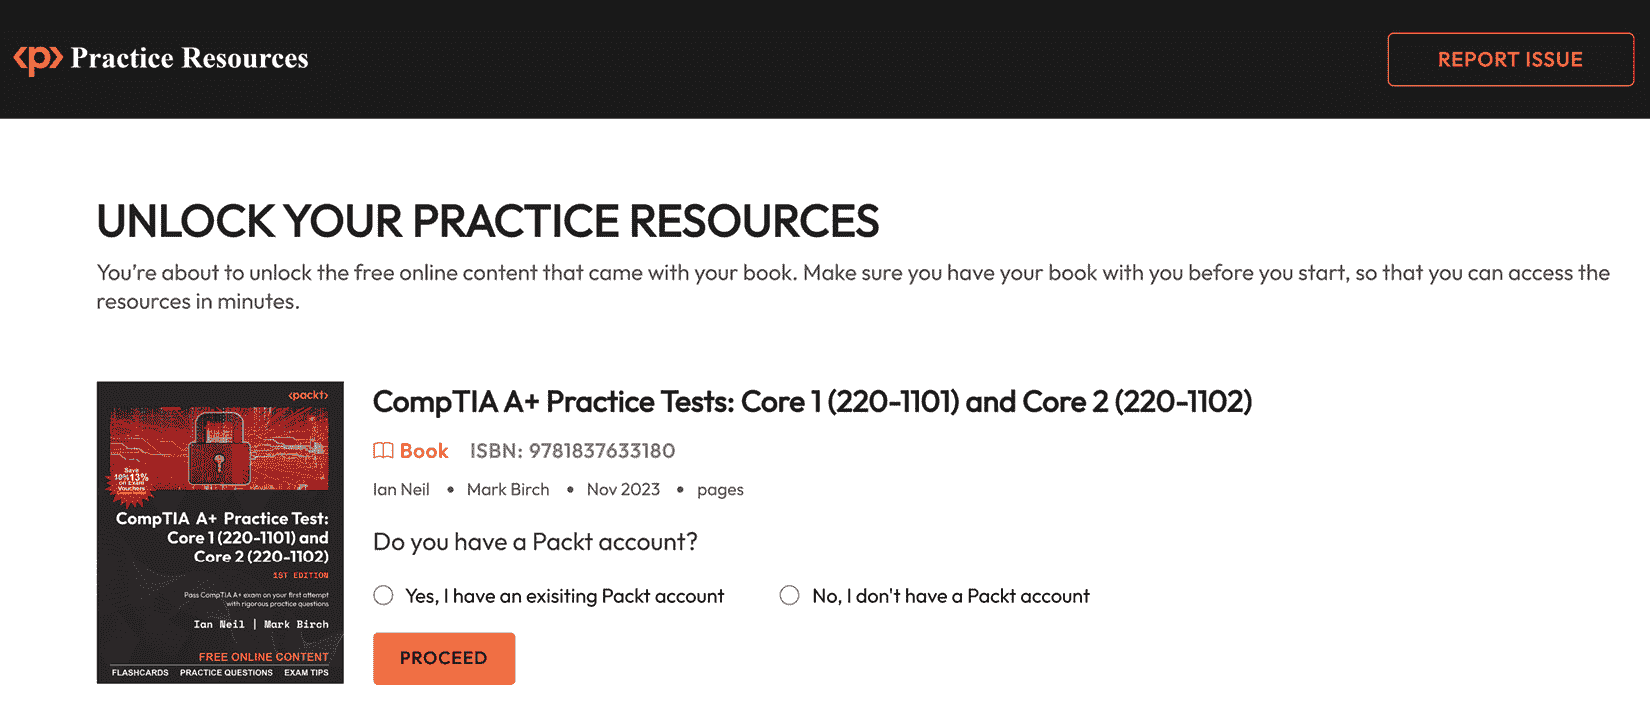 <p> Practice Resources
REPORT ISSUE
UNLOCK YOUR PRACTICE RESOURCES
You're about to unlock the free online content that came with your book. Make sure you have your book with you before you start, so that you can access the
resources in minutes.
<packt>
Save
10%13%
on Exam
Vouchers
CompTIA A+ Practice Test:
Core 1 (220-1101) and
Core 2 (220-1102)
1ST EDITION
Pass CompTIA A+ exam on your first attempt
with rigorous practice questions
Ian Neil | Mark Birch
FREE ONLINE CONTENT
FLASHCARDS PRACTICE QUESTIONS EXAM TIPS
CompTIA A+ Practice Tests: Core 1 (220-1101) and Core 2 (220-1102)
Book ISBN: 9781837633180
Ian Neil • Mark Birch • Nov 2023 • pages
Do you have a Packt account?
Yes, I have an exisiting Packt account
No, I don't have a Packt account
PROCEED